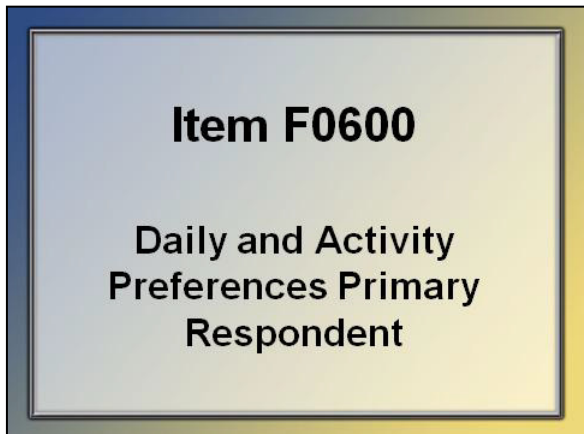 Item F0600
Daily and Activity
Preferences Primary
Respondent